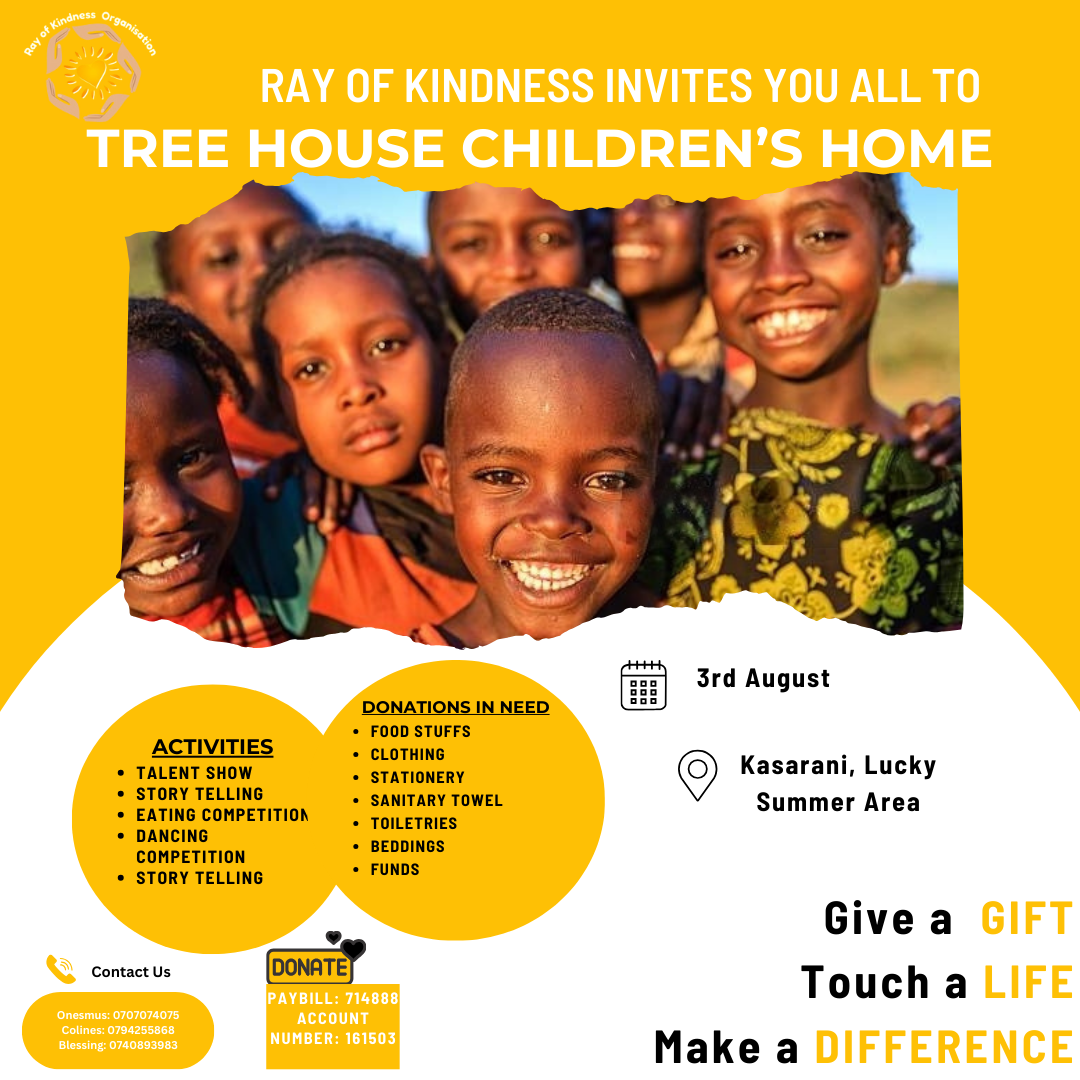 Ray of Kindness Organisation
RAY OF KINDNESS INVITES YOU ALL TO
TREE HOUSE CHILDREN'S HOME
3rd August
Kasarani, Lucky
Summer Area
ACTIVITIES
TALENT SHOW
STORY TELLING
EATING COMPETITION
DANCING
COMPETITION
STORY TELLING
DONATIONS IN NEED
FOOD STUFFS
CLOTHING
STATIONERY
SANITARY TOWEL
TOILETRIES
BEDDINGS
FUNDS
Contact Us
Onesmus: 0707074075
Colines: 0794255868
Blessing: 0740893983
DONATE
PAYBILL: 714888
ACCOUNT
NUMBER: 161503
Give a GIFT
Touch a LIFE
Make a DIFFERENCE